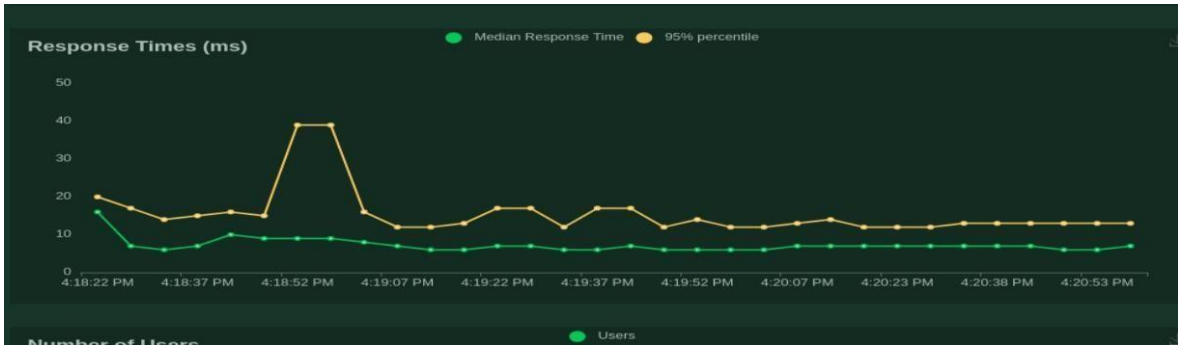 Median Response Time 95% percentile
Response Times (ms)
50
40
30
20
10
0
4:18:22 PM 4:18:37 PM 4:18:52 PM 4:19:07 PM 4:19:22 PM 4:19:37 PM 4:19:52 PM 4:20:07 PM 4:20:23 PM 4:20:38 PM 4:20:53 PM
Users
Number of Users